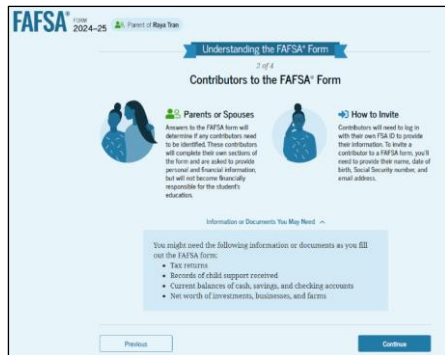 FAFSA® FORM 2024–25 Parent of Raya Tran
Understanding the FAFSA® Form
2 of 4
Contributors to the FAFSA® Form
Parents or Spouses
Answers to the FAFSA form will
determine if any contributors need
to be identified. These contributors
will complete their own sections of
the form and are asked to provide
personal and financial information,
but will not become financially
responsible for the student's
education.
How to Invite
Contributors will need to log in
with their own FSA ID to provide
their information. To invite a
contributor to a FAFSA form, you'll
need to provide their name, date of
birth, Social Security number, and
email address.
Information or Documents You May Need
You might need the following information or documents as you fill
out the FAFSA form:
• Tax returns
• Records of child support received
• Current balances of cash, savings, and checking accounts
• Net worth of investments, businesses, and farms
Previous
Continue